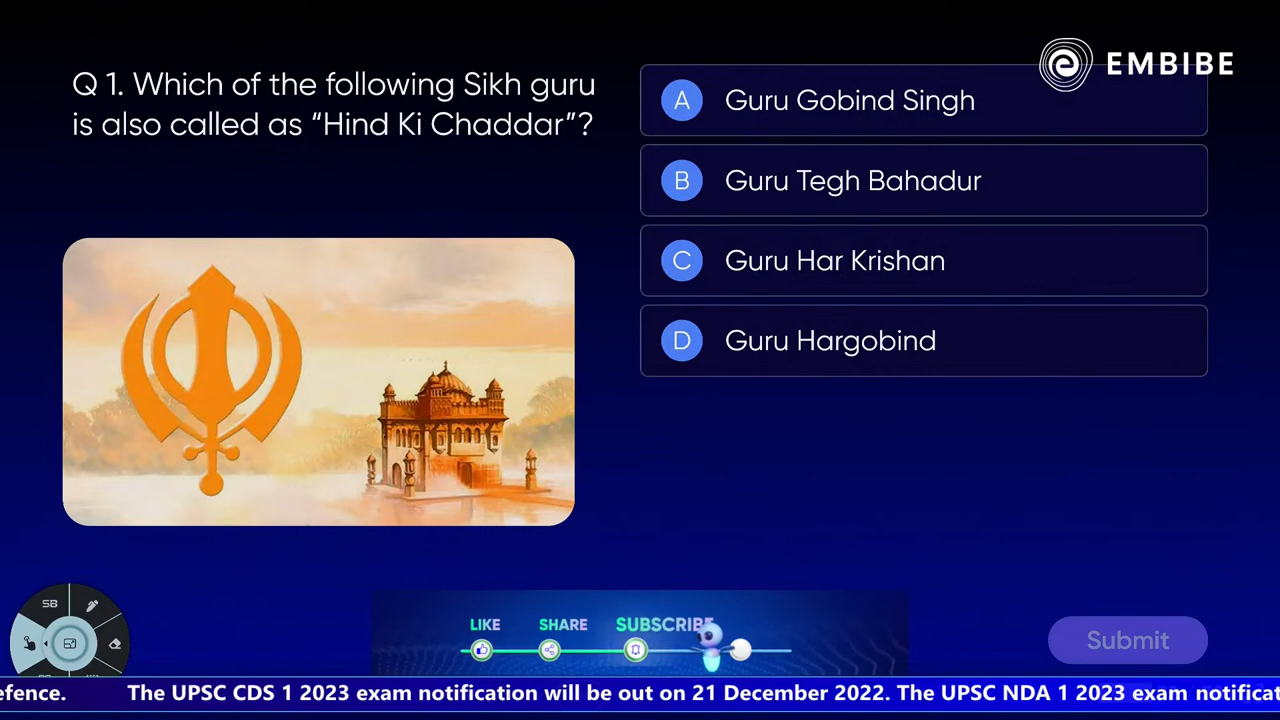 EMBIBE
Q 1. Which of the following Sikh guru
is also called as “Hind Ki Chaddar”?
A Guru Gobind Singh
B Guru Tegh Bahadur
C Guru Har Krishan
D Guru Hargobind
SB
LIKE SHARE SUBSCRIBE
Submit
efence. The UPSC CDS 1 2023 exam notification will be out on 21 December 2022. The UPSC NDA 1 2023 exam notificat